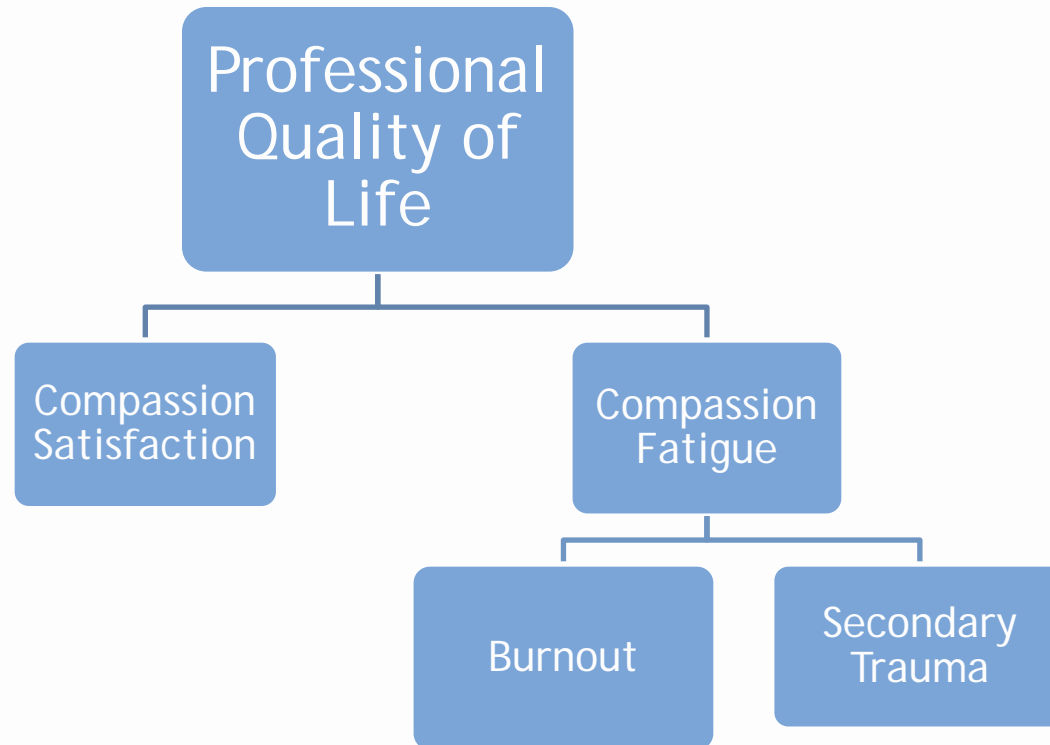 Professional
Quality of
Life
Compassion
Satisfaction
Compassion
Fatigue
Burnout
Secondary
Trauma